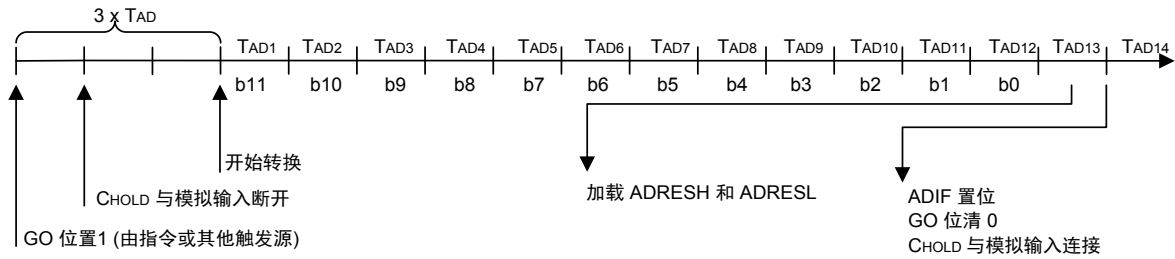 3 x TAD
TAD1 TAD2 TAD3 TAD4 TAD5 TAD6 TAD7 TAD8 TAD9 TAD10 TAD11 TAD12 TAD13 TAD14
b11 b10 b9 b8 b7 b6 b5 b4 b3 b2 b1 b0
开始转换
CHOLD 与模拟输入断开
GO 位置1 (由指令或其他触发源)
加载 ADRESH 和 ADRESL
ADIF 置位
GO 位清 0
CHOLD 与模拟输入连接